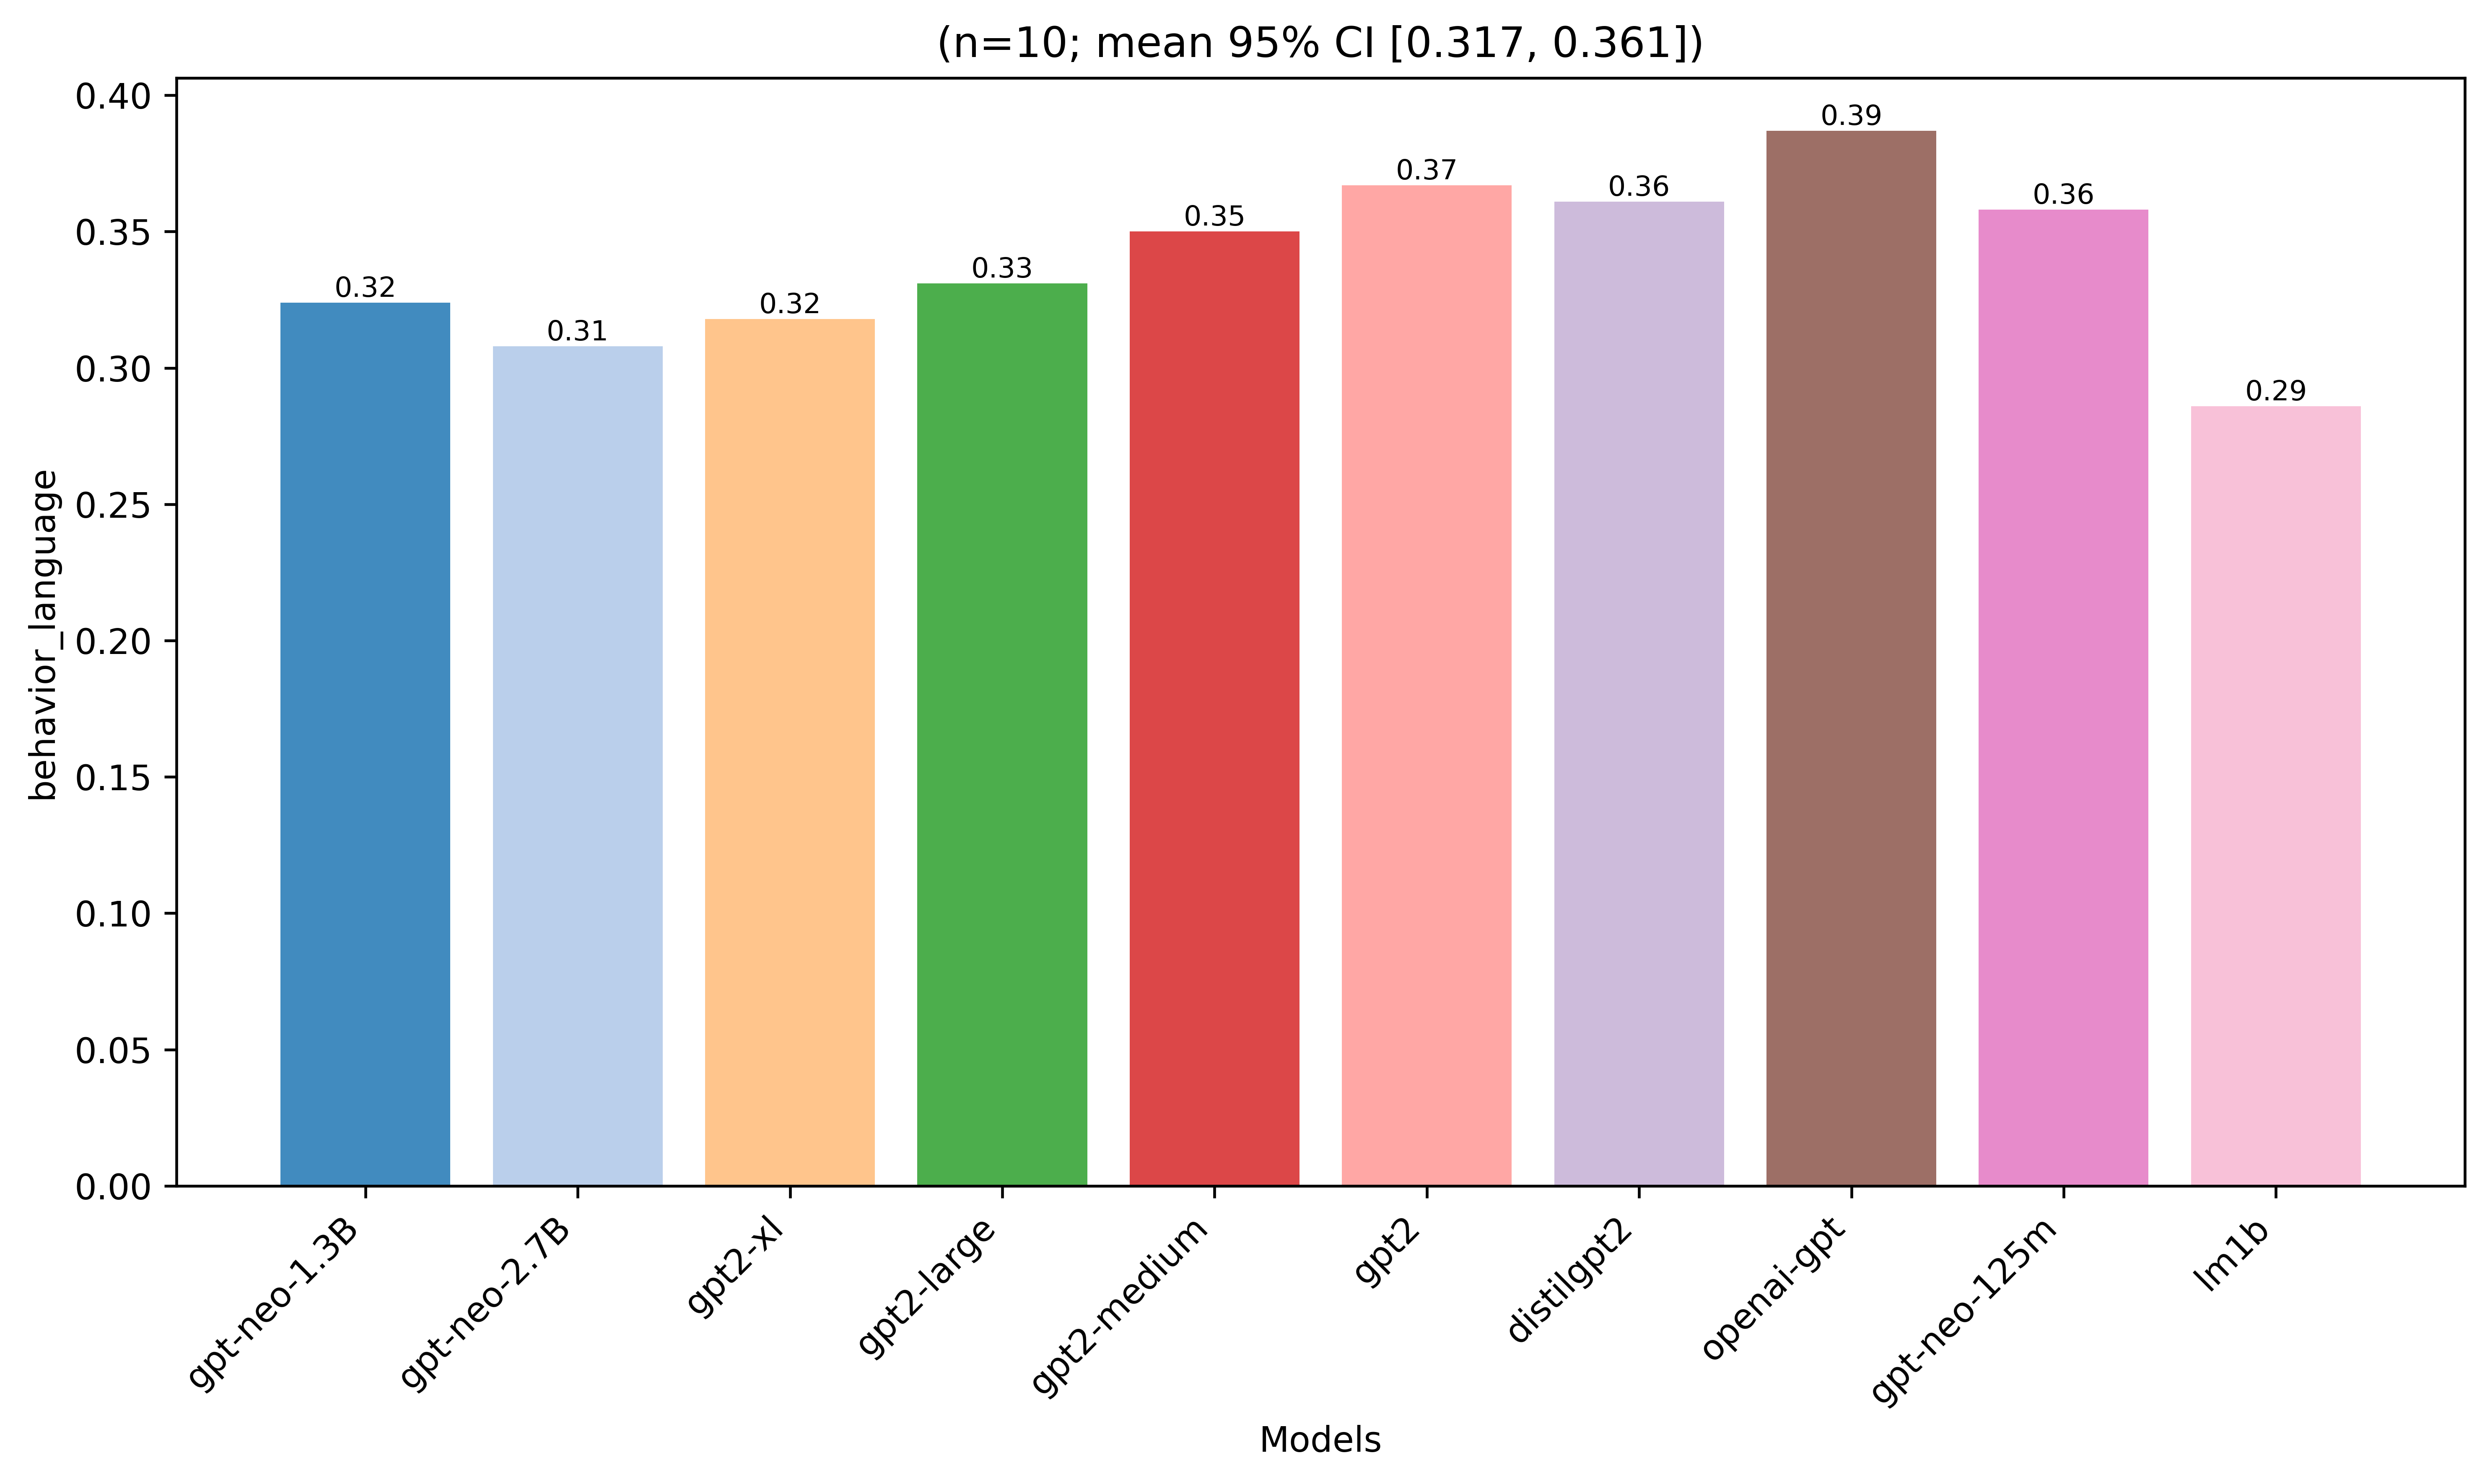 (n=10; mean 95% CI [0.317, 0.361])
behavior_language
0.40
0.35
0.30
0.25
0.20
0.15
0.10
0.05
0.00
0.32
0.31
0.32
0.33
0.35
0.37
0.36
0.39
0.36
0.29
gpt-neo-1.3B
gpt-neo-2.7B
gpt2-xl
gpt2-large
gpt2-medium
gpt2
distilgpt2
openai-gpt
gpt-neo-125m
lm1b
Models